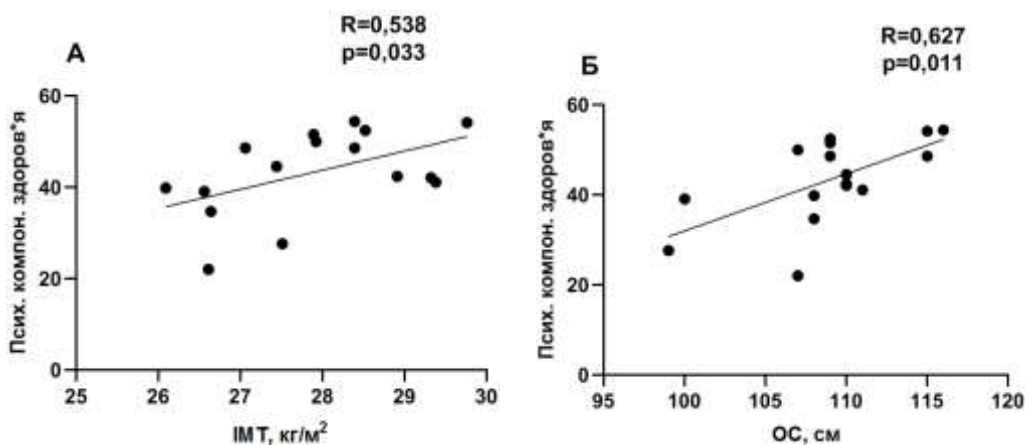 R=0,538
p=0,033
А
60
40
20
0
Псих. компон. здоров*я
25 26 27 28 29 30
ІМТ, кг/м²
R=0,627
p=0,011
Б
60
40
20
0
Псих. компон. здоров*я
95 100 105 110 115 120
ОС, см